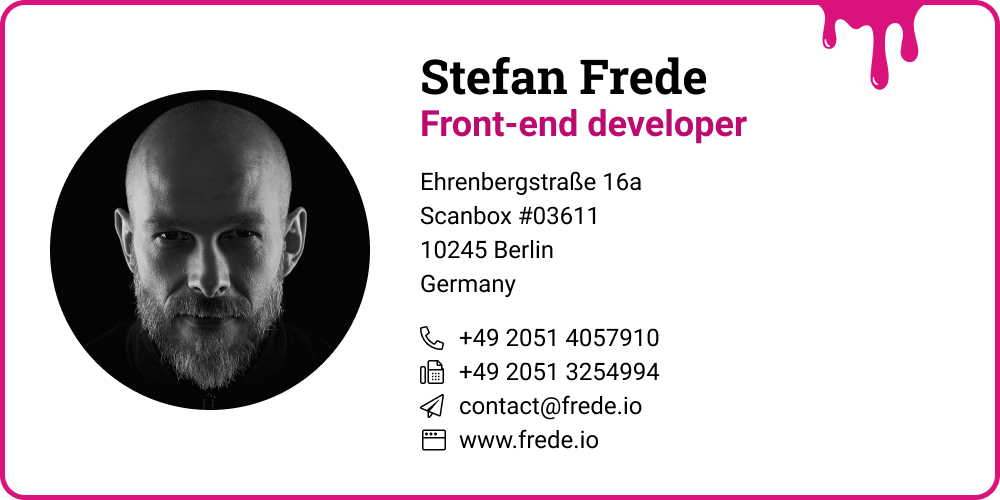 Stefan Frede
Front-end developer
Ehrenbergstraße 16a
Scanbox #03611
10245 Berlin
Germany
+49 2051 4057910
+49 2051 3254994
contact@frede.io
www.frede.io